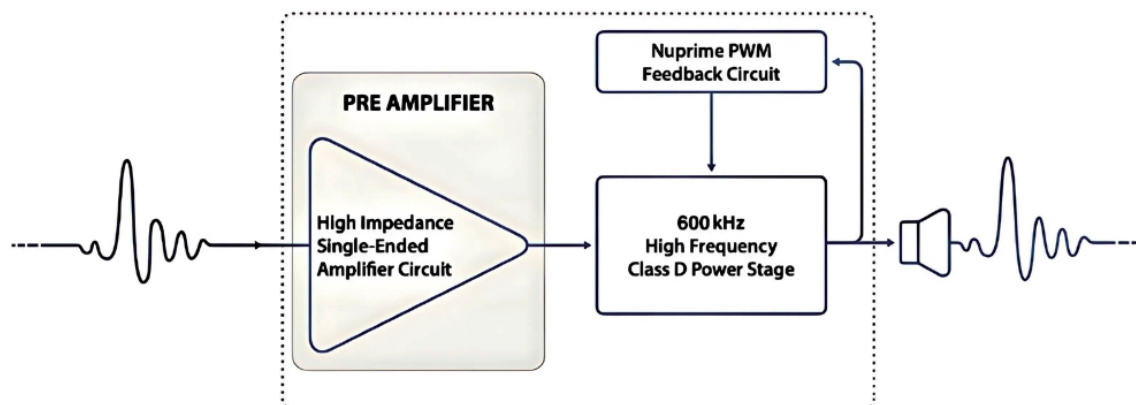 PRE AMPLIFIER
High Impedance
Single-Ended
Amplifier Circuit
Nuprime PWM
Feedback Circuit
600 kHz
High Frequency
Class D Power Stage